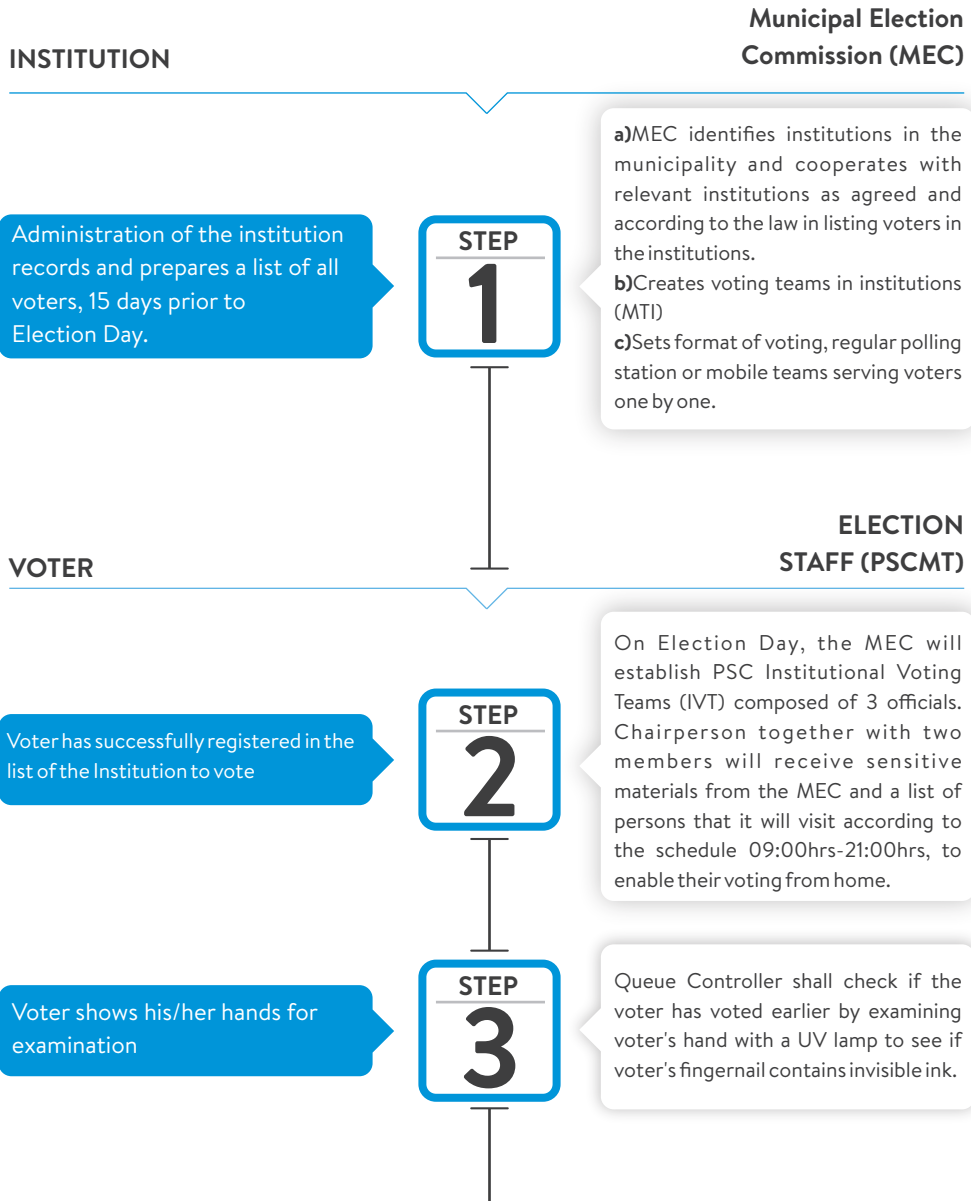 INSTITUTION
Municipal Election
Commission (MEC)
Administration of the institution
records and prepares a list of all
voters, 15 days prior to
Election Day.
STEP
1
a)MEC identifies institutions in the
municipality and cooperates with
relevant institutions as agreed and
according to the law in listing voters in
the institutions.
b)Creates voting teams in institutions
(MTI)
c)Sets format of voting, regular polling
station or mobile teams serving voters
one by one.
VOTER
ELECTION
STAFF (PSCMT)
Voter has successfully registered in the
list of the Institution to vote
STEP
2
On Election Day, the MEC will
establish PSC Institutional Voting
Teams (IVT) composed of 3 officials.
Chairperson together with two
members will receive sensitive
materials from the MEC and a list of
persons that it will visit according to
the schedule 09:00hrs-21:00hrs, to
enable their voting from home.
Voter shows his/her hands for
examination
STEP
3
Queue Controller shall check if the
voter has voted earlier by examining
voter's hand with a UV lamp to see if
voter's fingernail contains invisible ink.